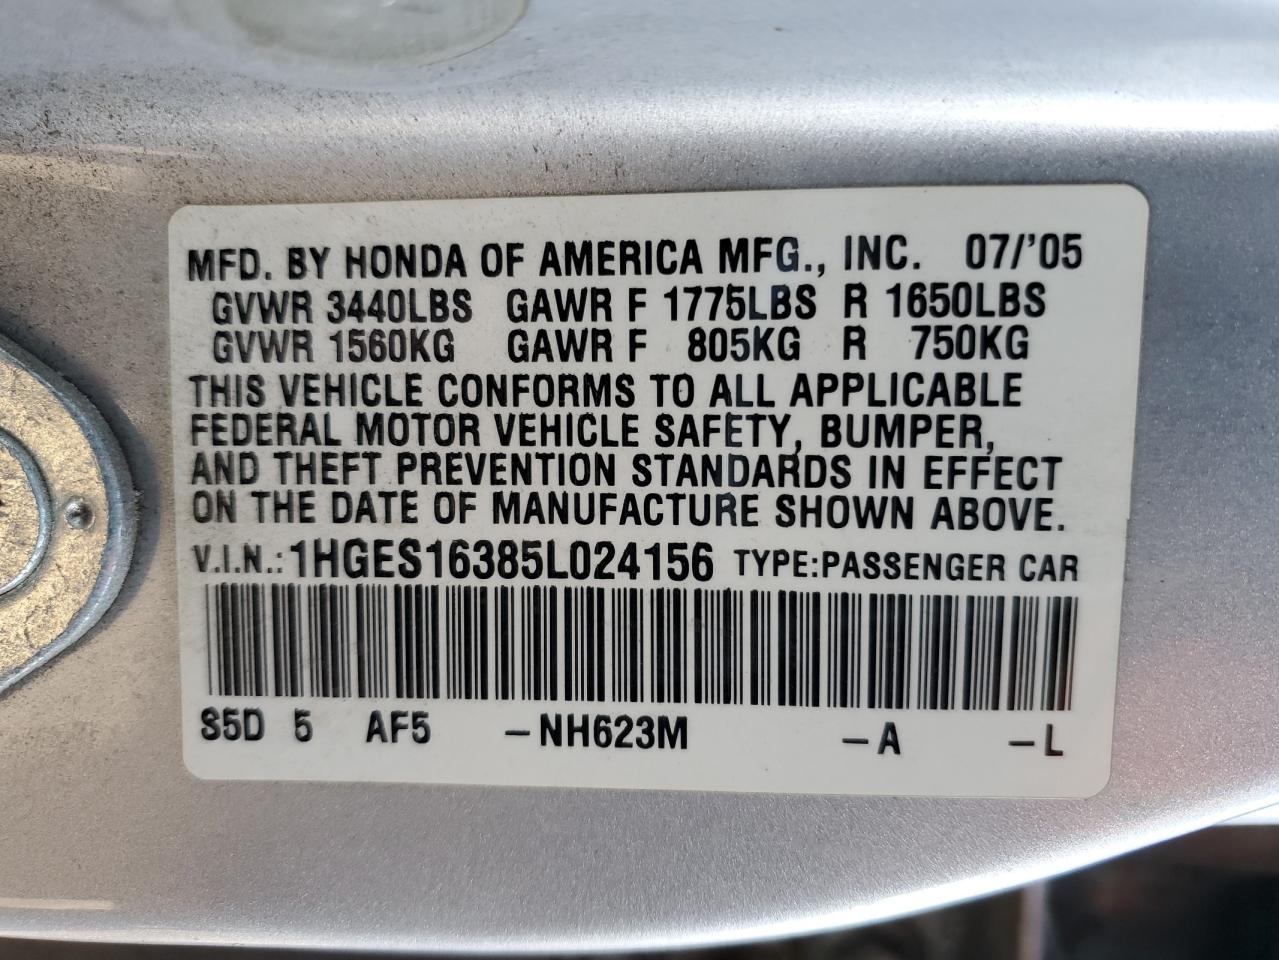 MFD. BY HONDA OF AMERICA MFG., INC. 07/'05
GVWR 3440LBS GAWR F 1775LBS R 1650LBS
GVWR 1560KG GAWR F 805KG R 750KG
THIS VEHICLE CONFORMS TO ALL APPLICABLE
FEDERAL MOTOR VEHICLE SAFETY, BUMPER,
AND THEFT PREVENTION STANDARDS IN EFFECT
ON THE DATE OF MANUFACTURE SHOWN ABOVE.
V.I.N.: 1HGES16385L024156 TYPE:PASSENGER CAR
S5D 5 AF5 –NH623M –A –L